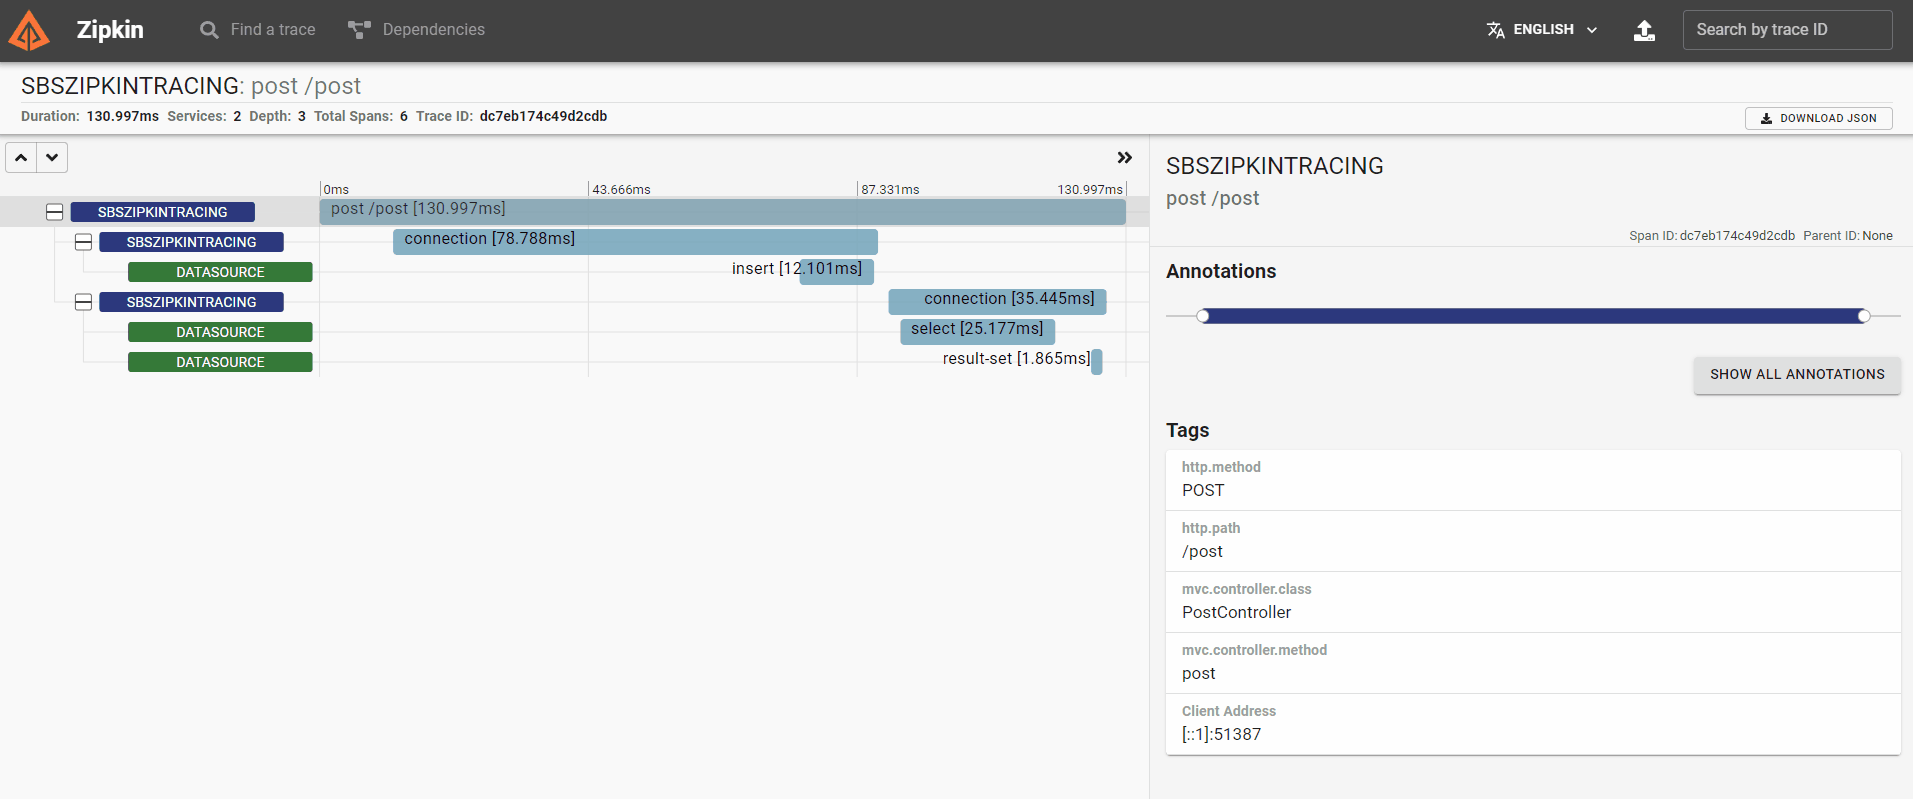 Zipkin
Find a trace
Dependencies
ENGLISH
Search by trace ID
SBSZIPKINTRACING: post /post
Duration: 130.997ms Services: 2 Depth: 3 Total Spans: 6 Trace ID: dc7eb174c49d2cdb
DOWNLOAD JSON
0ms 43.666ms 87.331ms 130.997ms
SBSZIPKINTRACING post /post [130.997ms]
SBSZIPKINTRACING connection [78.788ms]
DATASOURCE insert [12.101ms]
SBSZIPKINTRACING connection [35.445ms]
DATASOURCE select [25.177ms]
DATASOURCE result-set [1.865ms]
SBSZIPKINTRACING
post /post
Span ID: dc7eb174c49d2cdb Parent ID: None
Annotations
SHOW ALL ANNOTATIONS
Tags
http.method
POST
http.path
/post
mvc.controller.class
PostController
mvc.controller.method
post
Client Address
[::1]:51387